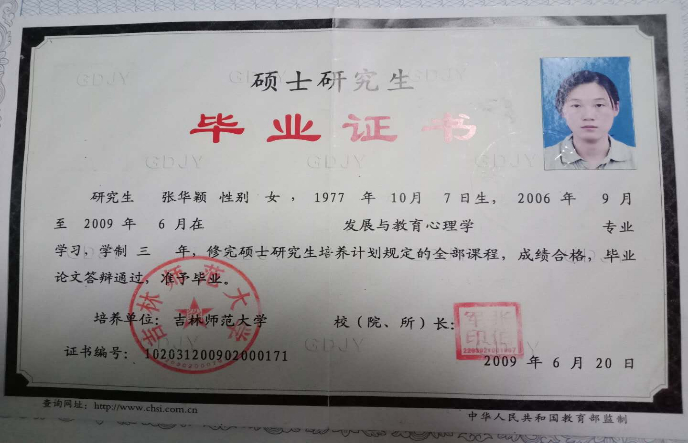 硕士研究生
毕业证书
研究生 张华颖 性别 女 ,1977 年 10月 7日生, 2006 年 9月
至 2009 年 6月在 发展与教育心理学 专业
学习,学制 三 年,修完硕士研究生培养计划规定的全部课程,成绩合格,毕业
论文答辩通过,准予毕业。
吉林师范大学
培养单位: 吉林师范大学 校(院、所)长:
证书编号: 102031200902000171
2009 年 6月 20 日
查询网址:http://www.chsi.com.cn
中华人民共和国教育部监制
GDJY